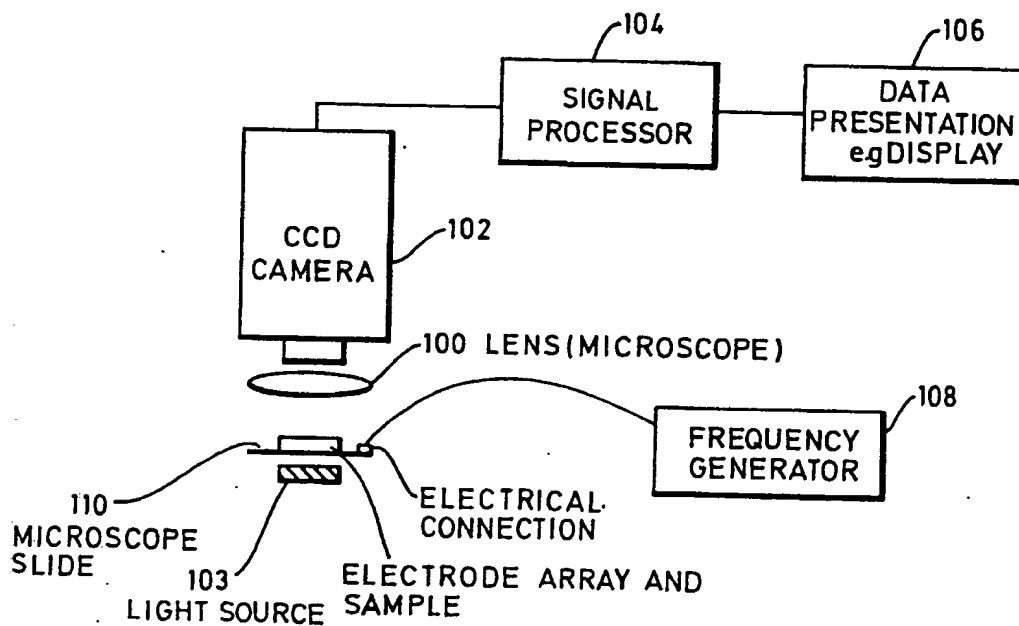 104
SIGNAL
PROCESSOR
106
DATA
PRESENTATION
e.g DISPLAY
CCD
CAMERA
102
100 LENS (MICROSCOPE)
108
FREQUENCY
GENERATOR
110
MICROSCOPE
SLIDE
103
LIGHT SOURCE
ELECTRICAL
CONNECTION
ELECTRODE ARRAY AND
SAMPLE